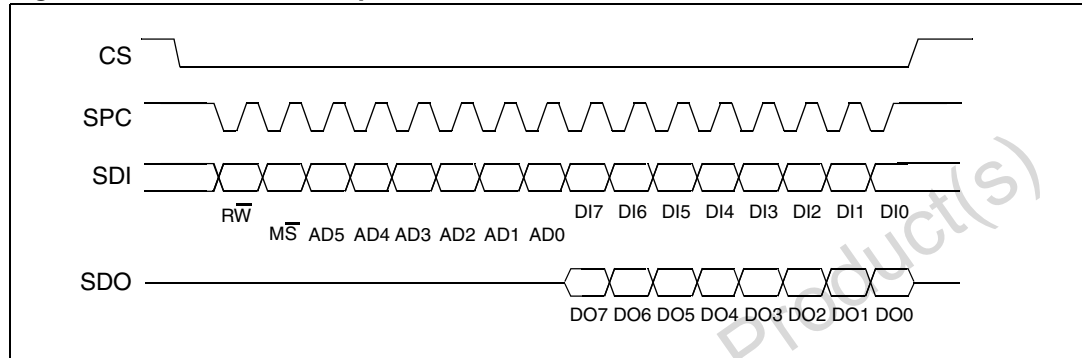 CS
SPC
SDI
RW̅
DI7 DI6 DI5 DI4 DI3 DI2 DI1 DI0
MS̅ AD5 AD4 AD3 AD2 AD1 AD0
SDO
DO7 DO6 DO5 DO4 DO3 DO2 DO1 DO0
Product(s)